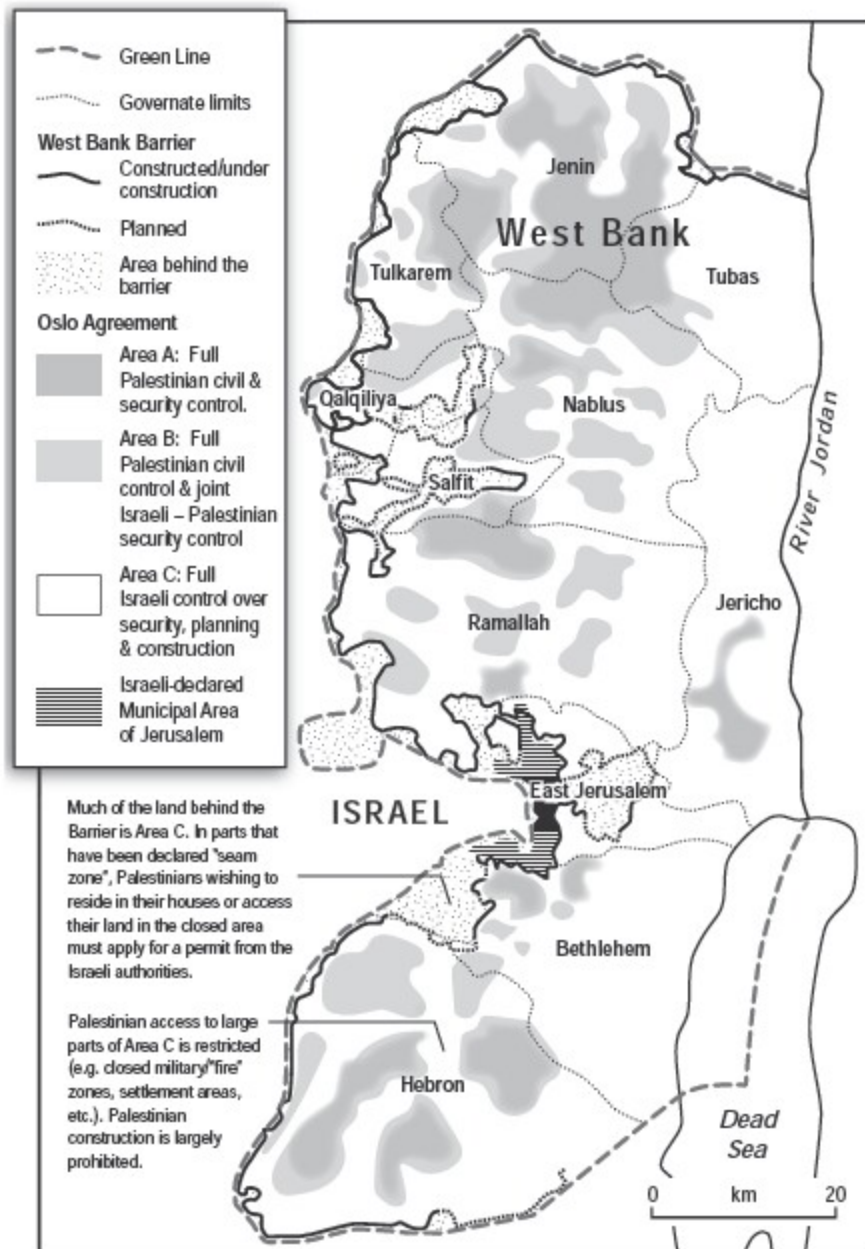 Green Line
Governate limits
West Bank Barrier
Constructed/under
construction
Planned
Area behind the
barrier
Oslo Agreement
Area A: Full
Palestinian civil &
security control.
Area B: Full
Palestinian civil
control & joint
Israeli – Palestinian
security control
Area C: Full
Israeli control over
security, planning
& construction
Israeli-declared
Municipal Area
of Jerusalem
Jenin
West Bank
Tulkarem
Tubas
Qalqiliya
Nablus
Salfit
River Jordan
Jericho
Ramallah
East Jerusalem
ISRAEL
Much of the land behind the
Barrier is Area C. In parts that
have been declared "seam
zone", Palestinians wishing to
reside in their houses or access
their land in the closed area
must apply for a permit from the
Israeli authorities.
Bethlehem
Palestinian access to large
parts of Area C is restricted
(e.g. closed military/"fire"
zones, settlement areas,
etc.). Palestinian
construction is largely
prohibited.
Hebron
Dead
Sea
0 km 20